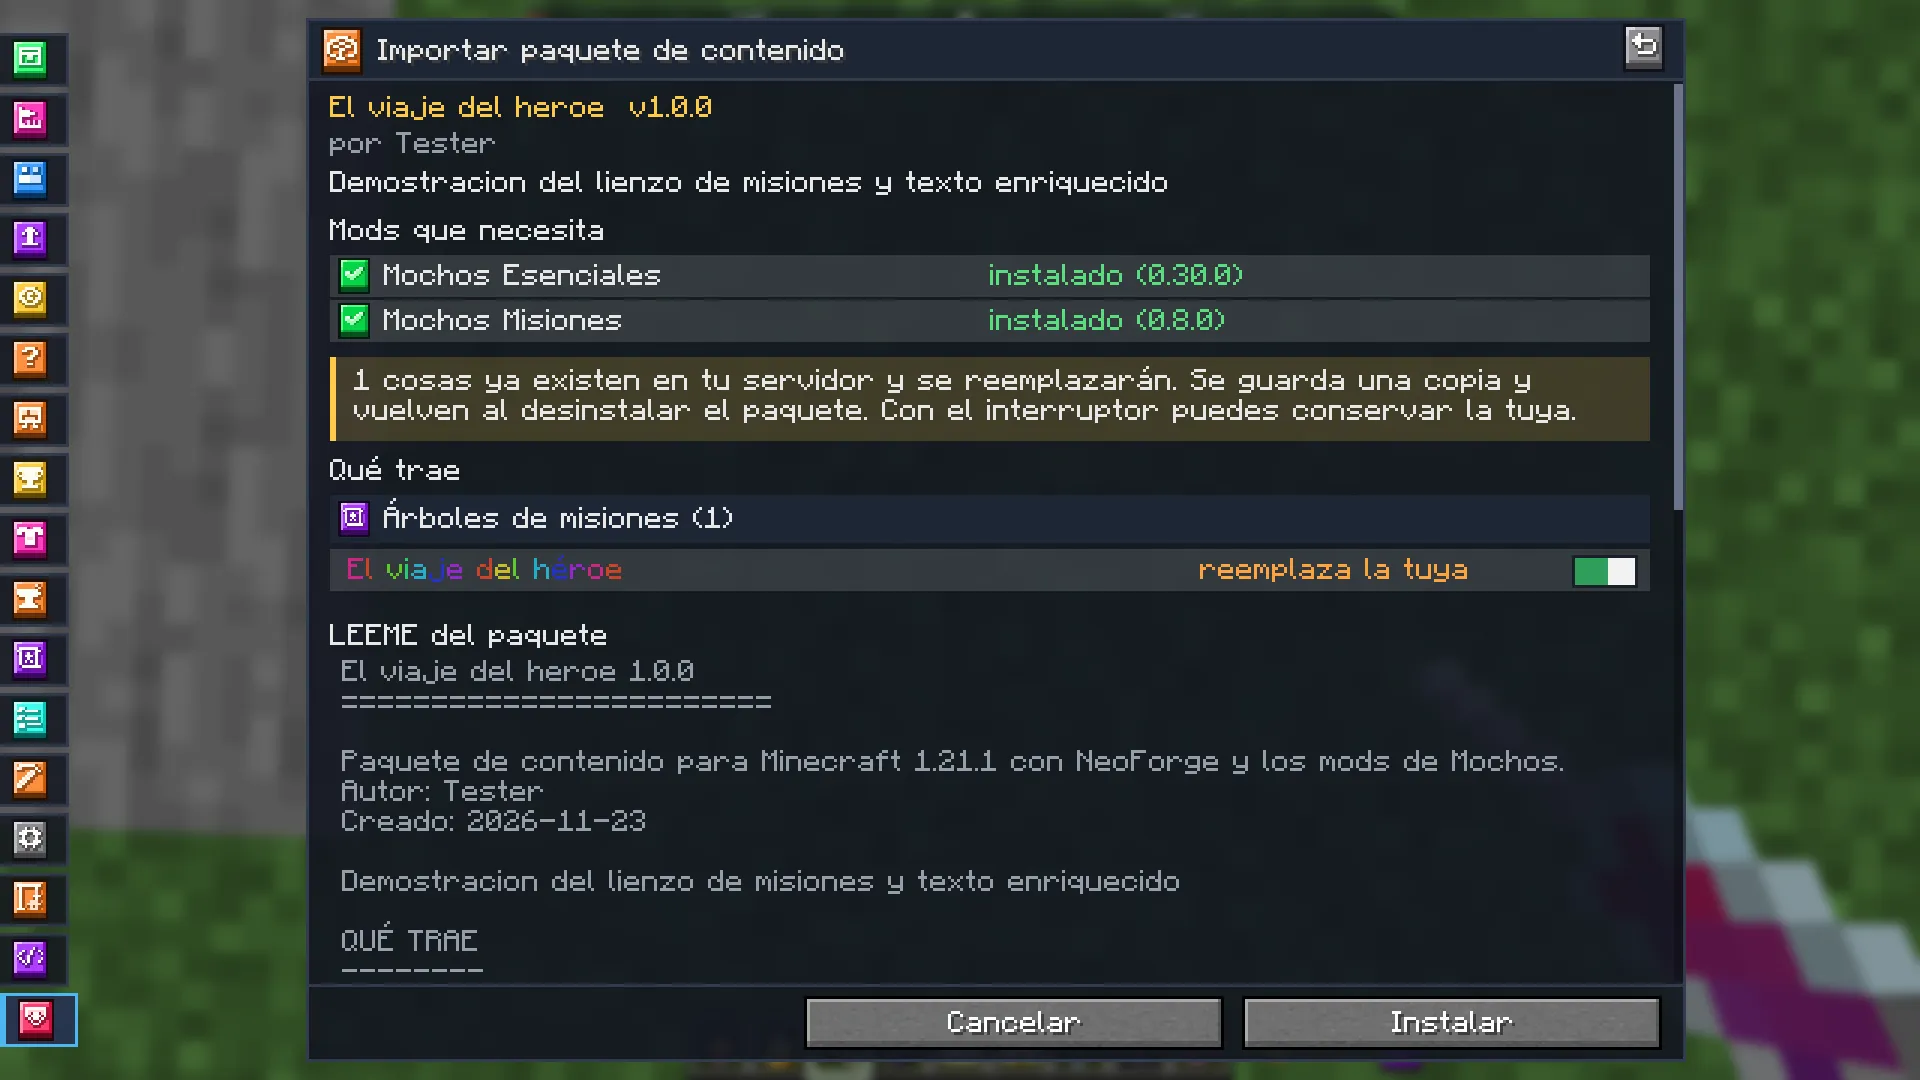 Importar paquete de contenido
El viaje del heroe v1.0.0
por Tester
Demostracion del lienzo de misiones y texto enriquecido
Mods que necesita
Mochos Esenciales instalado (0.30.0)
Mochos Misiones instalado (0.8.0)
1 cosas ya existen en tu servidor y se reemplazarán. Se guarda una copia y
vuelven al desinstalar el paquete. Con el interruptor puedes conservar la tuya.
Qué trae
Árboles de misiones (1)
El viaje del héroe reemplaza la tuya
LEEME del paquete
El viaje del heroe 1.0.0
========================
Paquete de contenido para Minecraft 1.21.1 con NeoForge y los mods de Mochos.
Autor: Tester
Creado: 2026-11-23
Demostracion del lienzo de misiones y texto enriquecido
QUÉ TRAE
--------
Cancelar Instalar